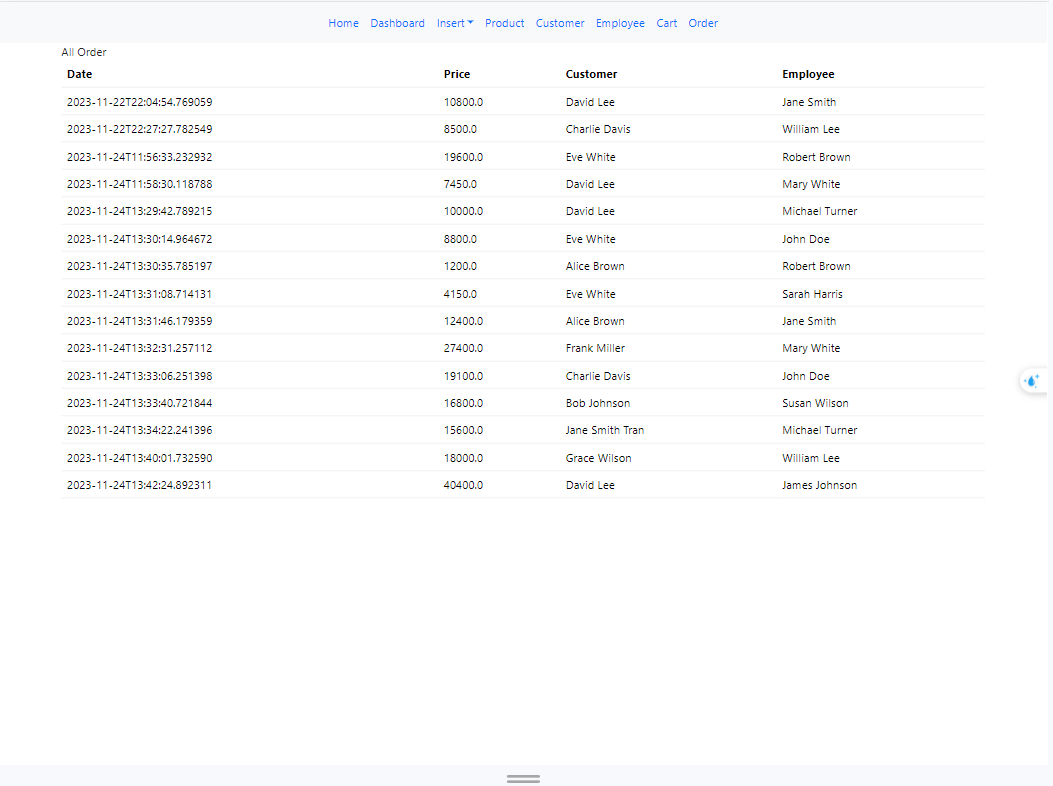 Home Dashboard Insert Product Customer Employee Cart Order
All Order
Date Price Customer Employee
2023-11-22T22:04:54.769059 10800.0 David Lee Jane Smith
2023-11-22T22:27:27.782549 8500.0 Charlie Davis William Lee
2023-11-24T11:56:33.232932 19600.0 Eve White Robert Brown
2023-11-24T11:58:30.118788 7450.0 David Lee Mary White
2023-11-24T13:29:42.789215 10000.0 David Lee Michael Turner
2023-11-24T13:30:14.964672 8800.0 Eve White John Doe
2023-11-24T13:30:35.785197 1200.0 Alice Brown Robert Brown
2023-11-24T13:31:08.714131 4150.0 Eve White Sarah Harris
2023-11-24T13:31:46.179359 12400.0 Alice Brown Jane Smith
2023-11-24T13:32:31.257112 27400.0 Frank Miller Mary White
2023-11-24T13:33:06.251398 19100.0 Charlie Davis John Doe
2023-11-24T13:33:40.721844 16800.0 Bob Johnson Susan Wilson
2023-11-24T13:34:22.241396 15600.0 Jane Smith Tran Michael Turner
2023-11-24T13:40:01.732590 18000.0 Grace Wilson William Lee
2023-11-24T13:42:24.892311 40400.0 David Lee James Johnson